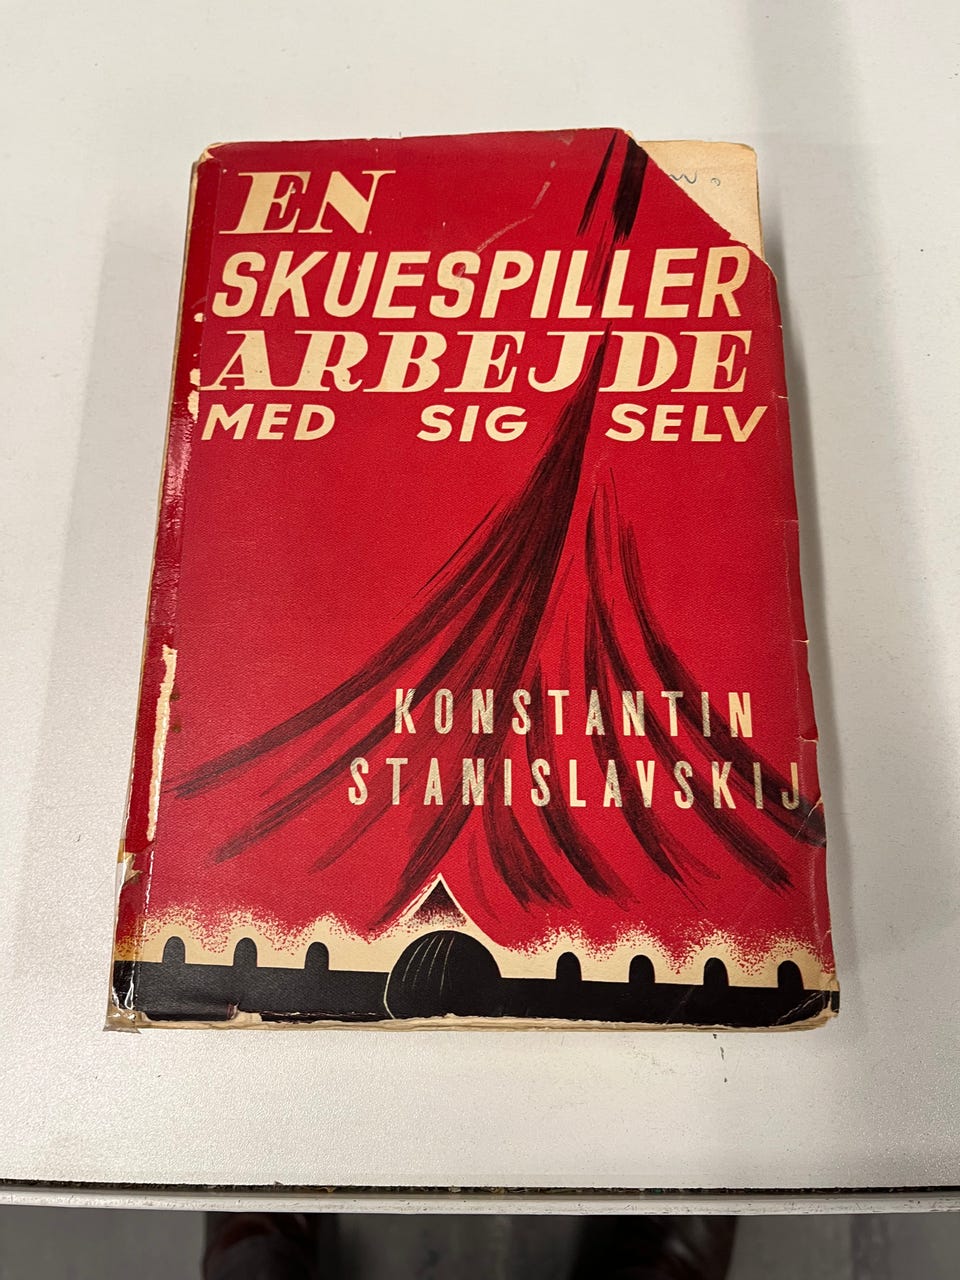 EN
SKUESPILLER
ARBEJDE
MED SIG SELV
KONSTANTIN
STANISLAVSKIJ